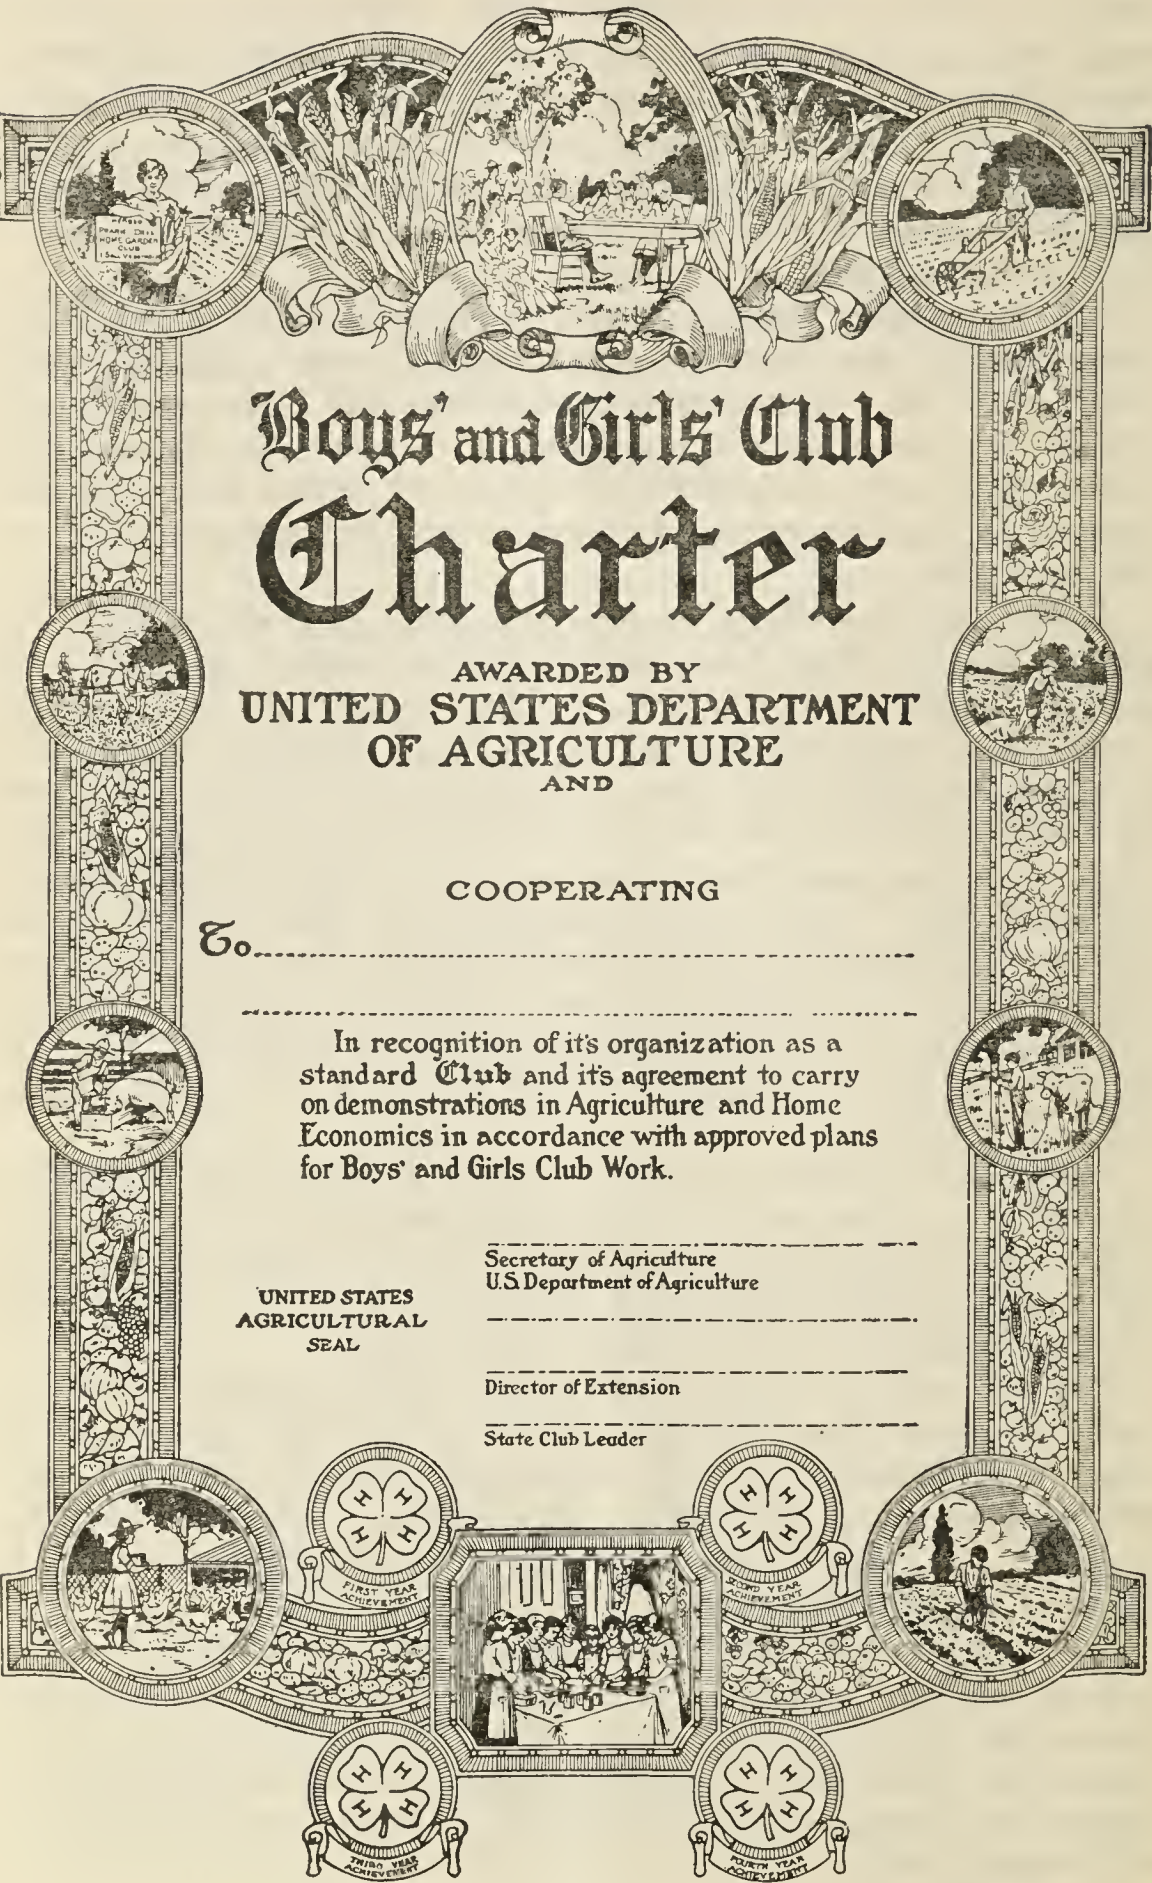 HOME GARDEN
CLUB
Boys' and Girls' Club
Charter
AWARDED BY
UNITED STATES DEPARTMENT
OF AGRICULTURE
AND
COOPERATING
To
In recognition of it's organization as a
standard Club and it's agreement to carry
on demonstrations in Agriculture and Home
Economics in accordance with approved plans
for Boys' and Girls Club Work.
Secretary of Agriculture
U.S. Department of Agriculture
UNITED STATES
AGRICULTURAL
SEAL
Director of Extension
State Club Leader
H H
H H
FIRST YEAR
ACHIEVEMENT
H H
H H
SECOND YEAR
ACHIEVEMENT
H H
H H
THIRD YEAR
ACHIEVEMENT
H H
H H
FOURTH YEAR
ACHIEVEMENT